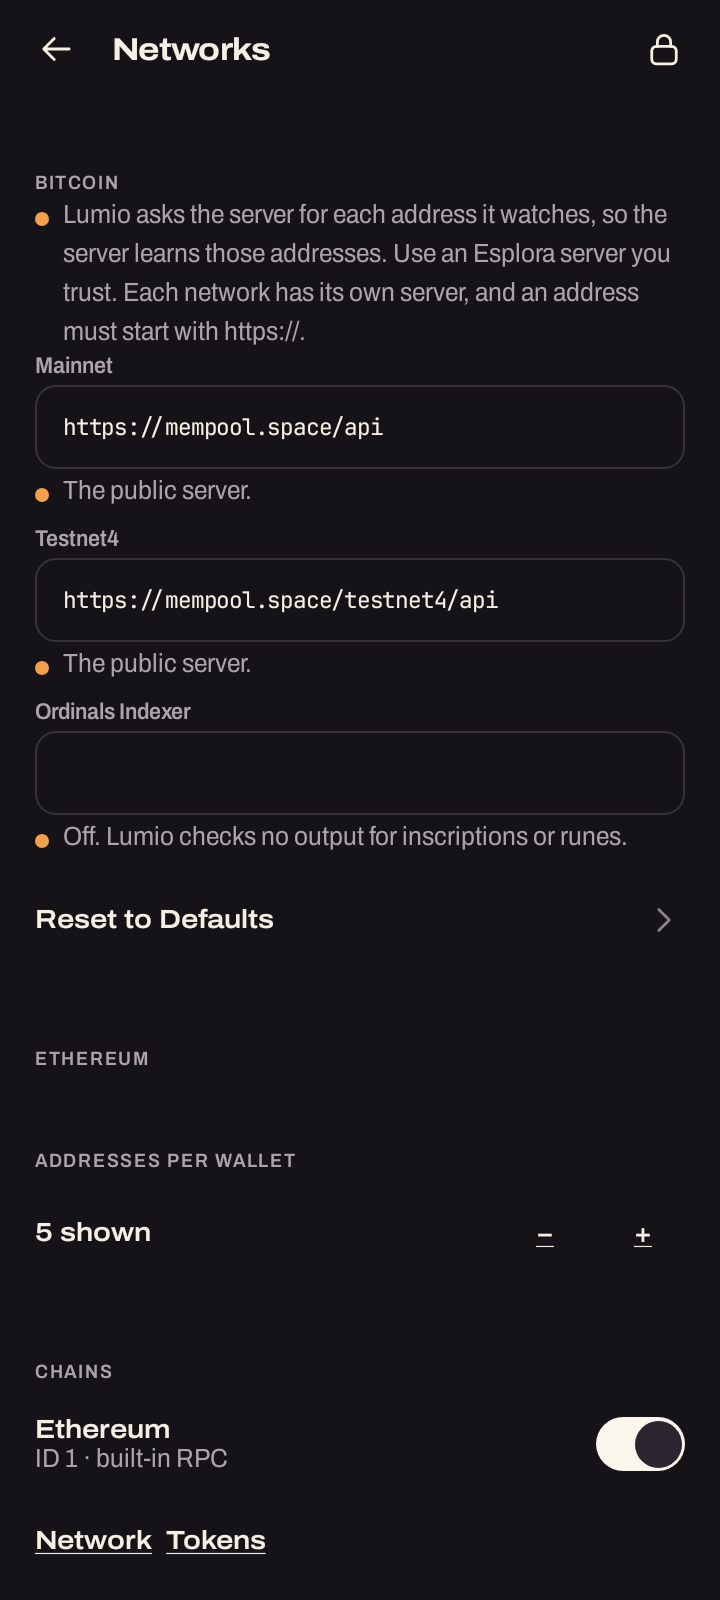 Networks
BITCOIN
Lumio asks the server for each address it watches, so the
server learns those addresses. Use an Esplora server you
trust. Each network has its own server, and an address
must start with https://.
Mainnet
https://mempool.space/api
The public server.
Testnet4
https://mempool.space/testnet4/api
The public server.
Ordinals Indexer
Off. Lumio checks no output for inscriptions or runes.
Reset to Defaults
ETHEREUM
ADDRESSES PER WALLET
5 shown − +
CHAINS
Ethereum
ID 1 · built-in RPC
Network Tokens